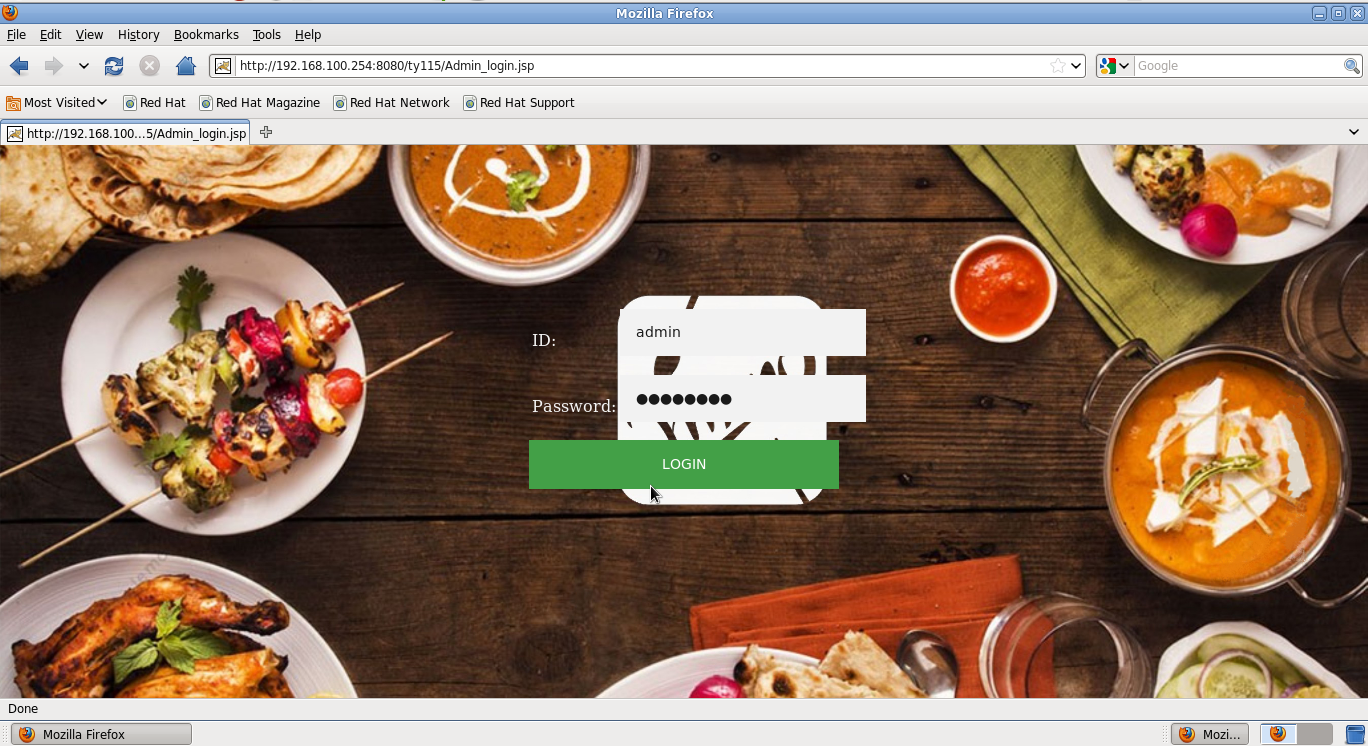 Mozilla Firefox
File Edit View History Bookmarks Tools Help
http://192.168.100.254:8080/ty115/Admin_login.jsp
Google
Most Visited Red Hat Red Hat Magazine Red Hat Network Red Hat Support
http://192.168.100...5/Admin_login.jsp
ID: admin
Password: ●●●●●●●●
LOGIN
Done
Mozilla Firefox Mozi...